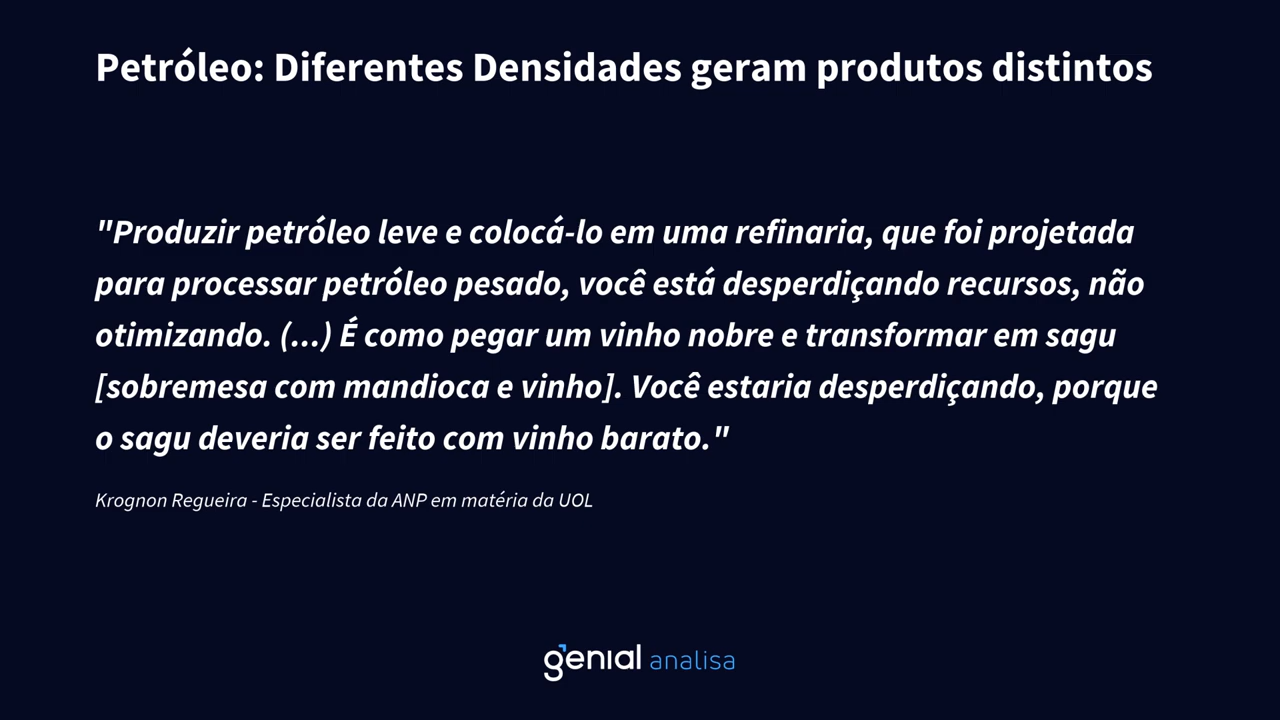 Petróleo: Diferentes Densidades geram produtos distintos
"Produzir petróleo leve e colocá-lo em uma refinaria, que foi projetada
para processar petróleo pesado, você está desperdiçando recursos, não
otimizando. (...) É como pegar um vinho nobre e transformar em sagu
[sobremesa com mandioca e vinho]. Você estaria desperdiçando, porque
o sagu deveria ser feito com vinho barato."
Krognon Regueira - Especialista da ANP em matéria da UOL
genial analisa